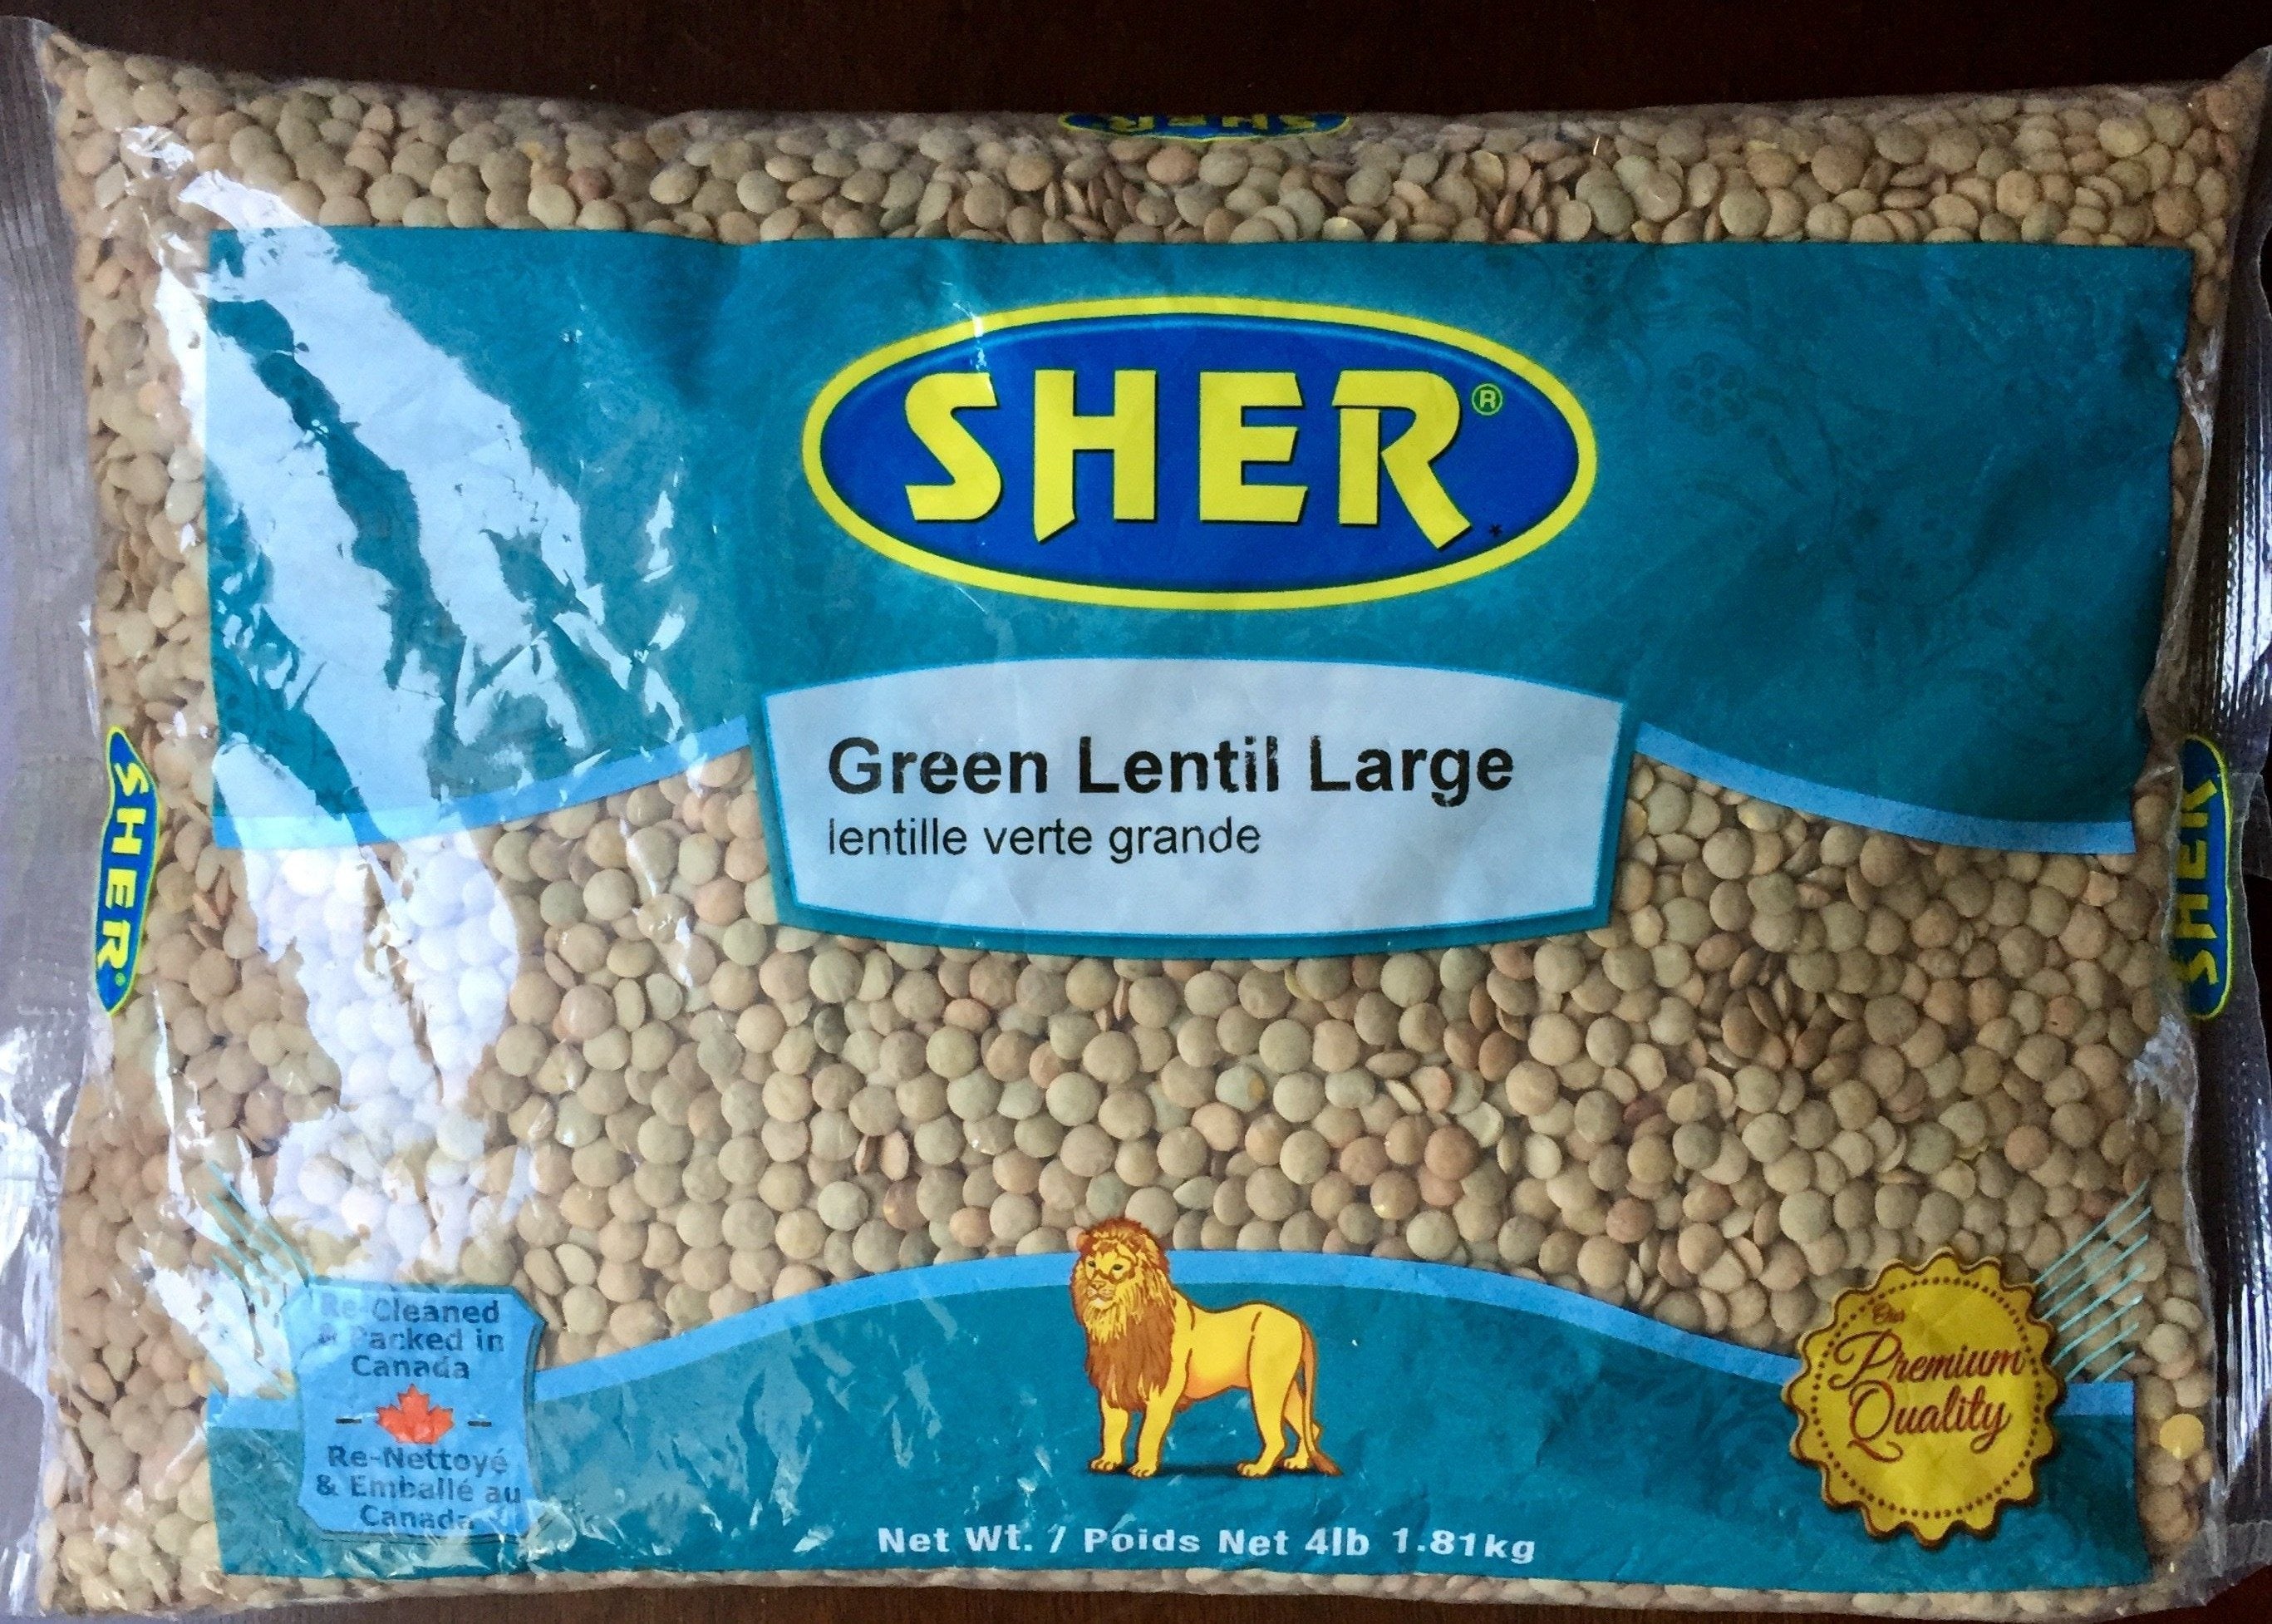 SHER
SHER®
Green Lentil Large
lentille verte grande
SHER®
SHER
Re-Cleaned
& Packed in
Canada
Re-Nettoyé
& Emballé au
Canada
Our
Premium
Quality
Net Wt. / Poids Net 4lb 1.81kg